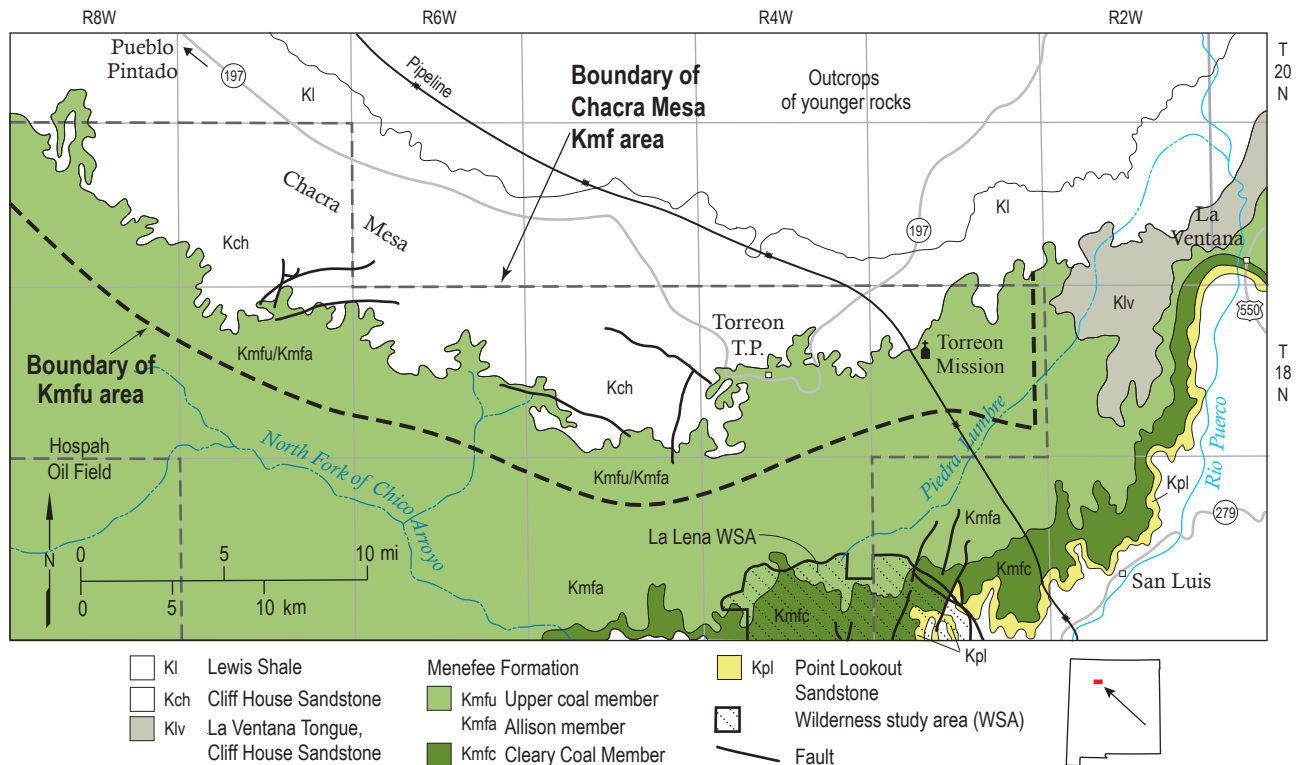 R8W
R6W
R4W
R2W
T
20
N
Pueblo
Pintado
197
Kl
Pipeline
Boundary of
Chacra Mesa
Kmf area
Outcrops
of younger rocks
Chacra
Mesa
Kch
197
Kl
La
Ventana
Klv
550
Torreon
T.P.
Torreon
Mission
T
18
N
Kmfu/Kmfa
Boundary of
Kmfu area
Kch
Hospah
Oil Field
North Fork of Chico Arroyo
Kmfu/Kmfa
Piedra Lumbre
Rio Puerco
Kpl
279
La Lena WSA
Kmfa
N
0 5 10 mi
0 5 10 km
Kmfa
Kmfc
Kmfc
San Luis
Kpl
Kl Lewis Shale
Kch Cliff House Sandstone
Klv La Ventana Tongue,
Cliff House Sandstone
Menefee Formation
Kmfu Upper coal member
Kmfa Allison member
Kmfc Cleary Coal Member
Kpl Point Lookout
Sandstone
Wilderness study area (WSA)
Fault